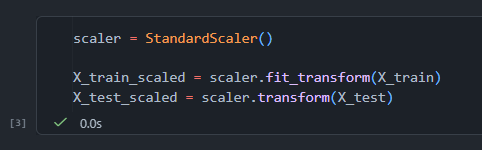 scaler = StandardScaler()
X_train_scaled = scaler.fit_transform(X_train)
X_test_scaled = scaler.transform(X_test)
[3]
0.0s